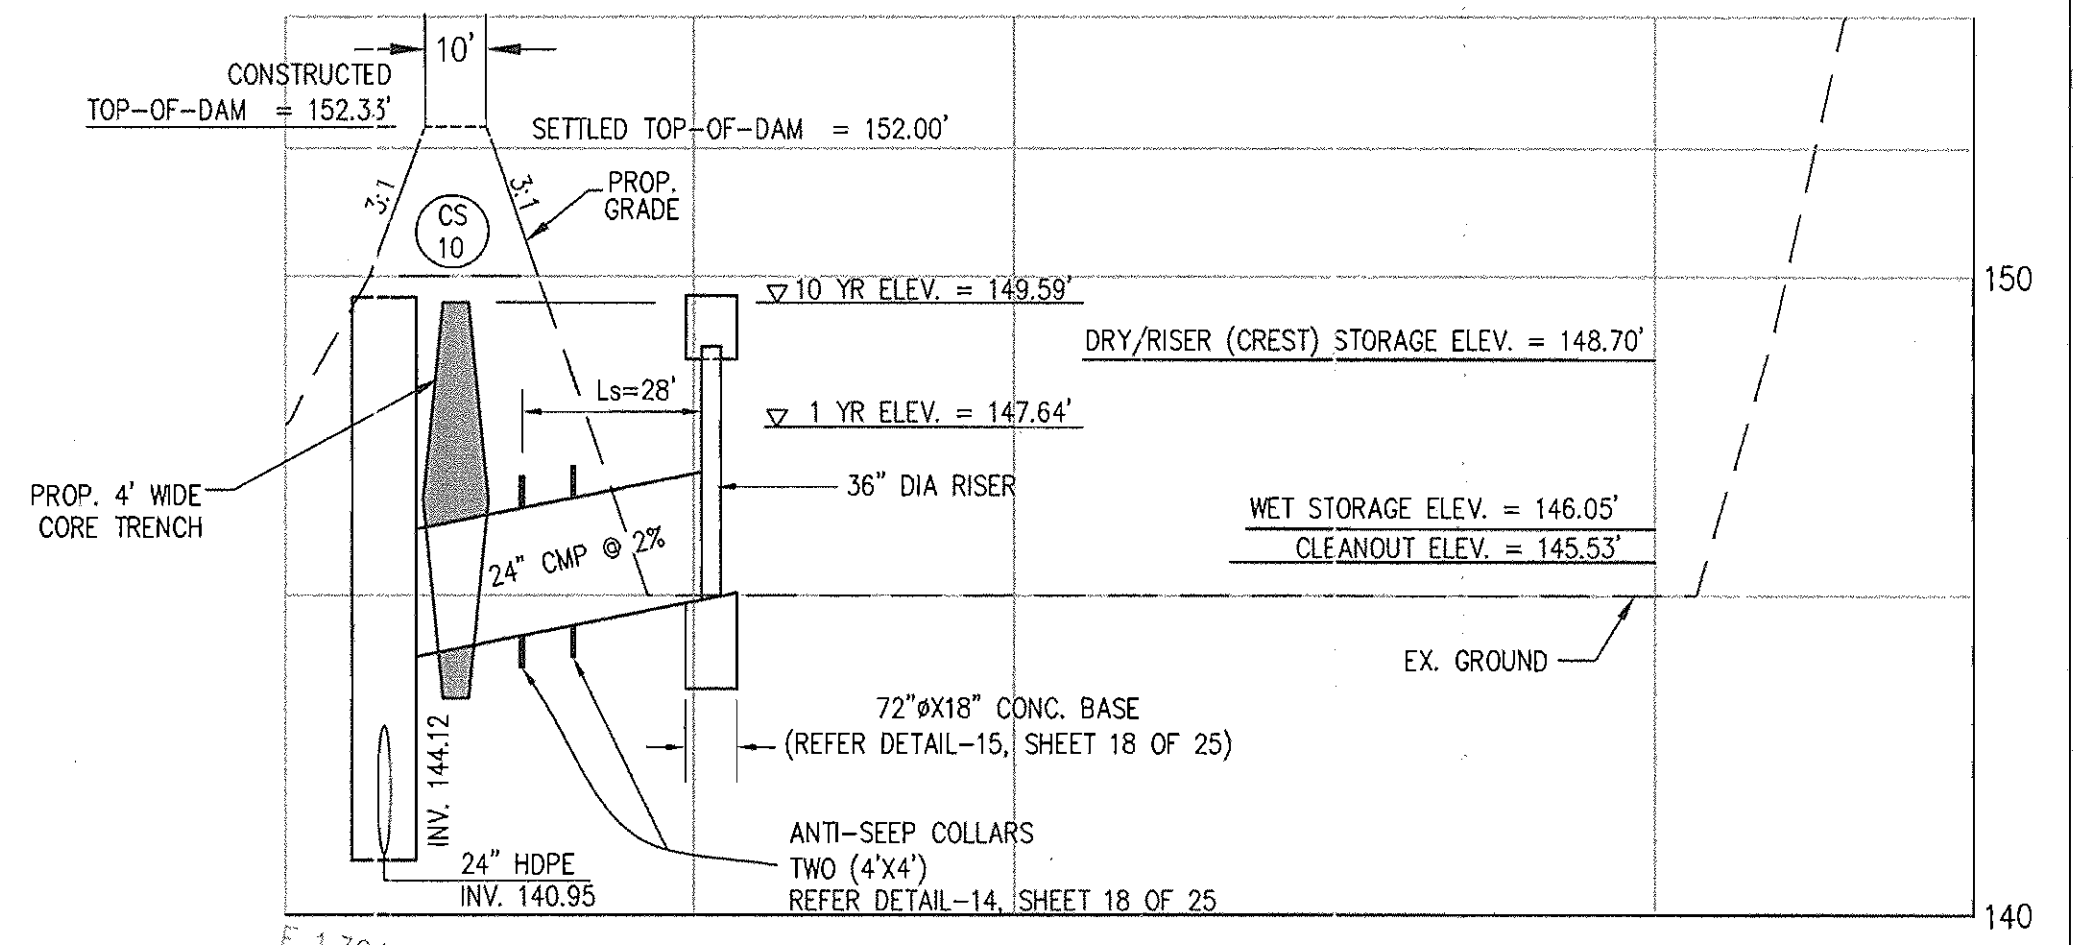 10'
CONSTRUCTED
TOP-OF-DAM = 152.33'
SETTLED TOP-OF-DAM = 152.00'
3:1
3:1
PROP.
GRADE
CS
10
150
10 YR ELEV. = 149.59'
DRY/RISER (CREST) STORAGE ELEV. = 148.70'
Ls=28'
1 YR ELEV. = 147.64'
PROP. 4' WIDE
CORE TRENCH
36" DIA RISER
WET STORAGE ELEV. = 146.05'
CLEANOUT ELEV. = 145.53'
24" CMP @ 2%
EX. GROUND
72"øX18" CONC. BASE
(REFER DETAIL-15, SHEET 18 OF 25)
INV. 144.12
ANTI-SEEP COLLARS
TWO (4'X4')
REFER DETAIL-14, SHEET 18 OF 25
24" HDPE
INV. 140.95
140